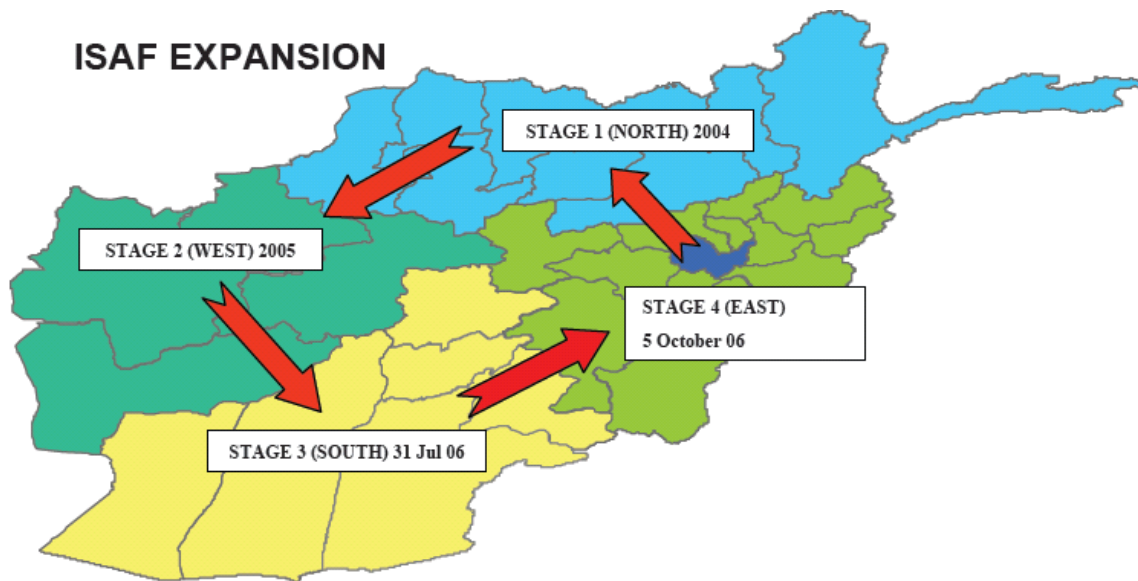 ISAF EXPANSION
STAGE 1 (NORTH) 2004
STAGE 2 (WEST) 2005
STAGE 4 (EAST)
5 October 06
STAGE 3 (SOUTH) 31 Jul 06